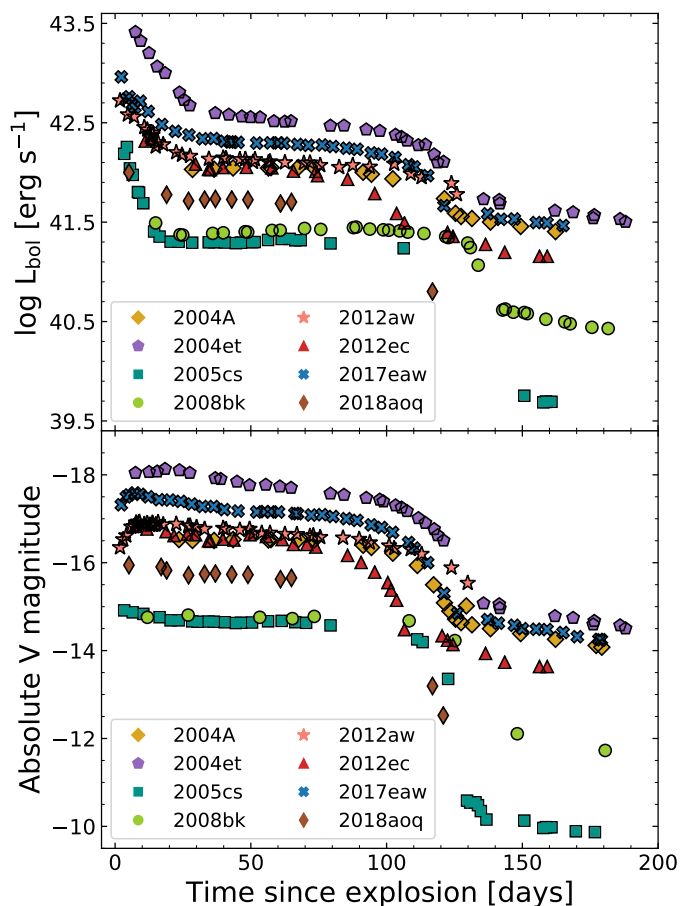 43.5
42.5
41.5
40.5
39.5
log L_bol [erg s⁻¹]
2004A 2012aw
2004et 2012ec
2005cs 2017eaw
2008bk 2018aoq
−18
−16
−14
−12
−10
Absolute V magnitude
2004A 2012aw
2004et 2012ec
2005cs 2017eaw
2008bk 2018aoq
0 50 100 150 200
Time since explosion [days]